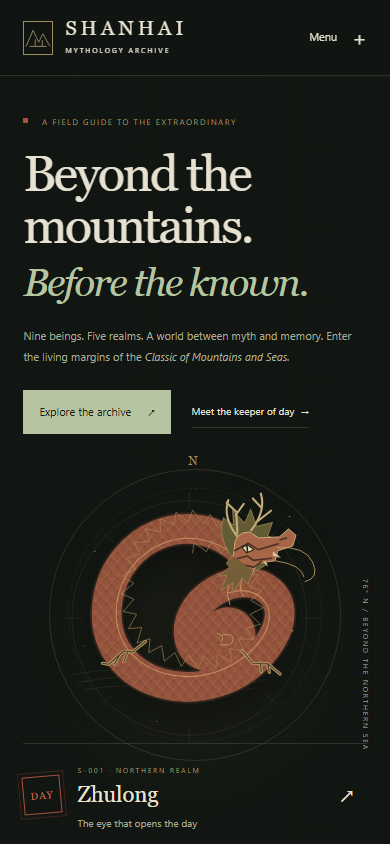 SHANHAI
MYTHOLOGY ARCHIVE
Menu +
A FIELD GUIDE TO THE EXTRAORDINARY
Beyond the
mountains.
Before the known.
Nine beings. Five realms. A world between myth and memory. Enter
the living margins of the Classic of Mountains and Seas.
Explore the archive ↗
Meet the keeper of day →
N
76° N / BEYOND THE NORTHERN SEA
S-001 · NORTHERN REALM
DAY
Zhulong ↗
The eye that opens the day